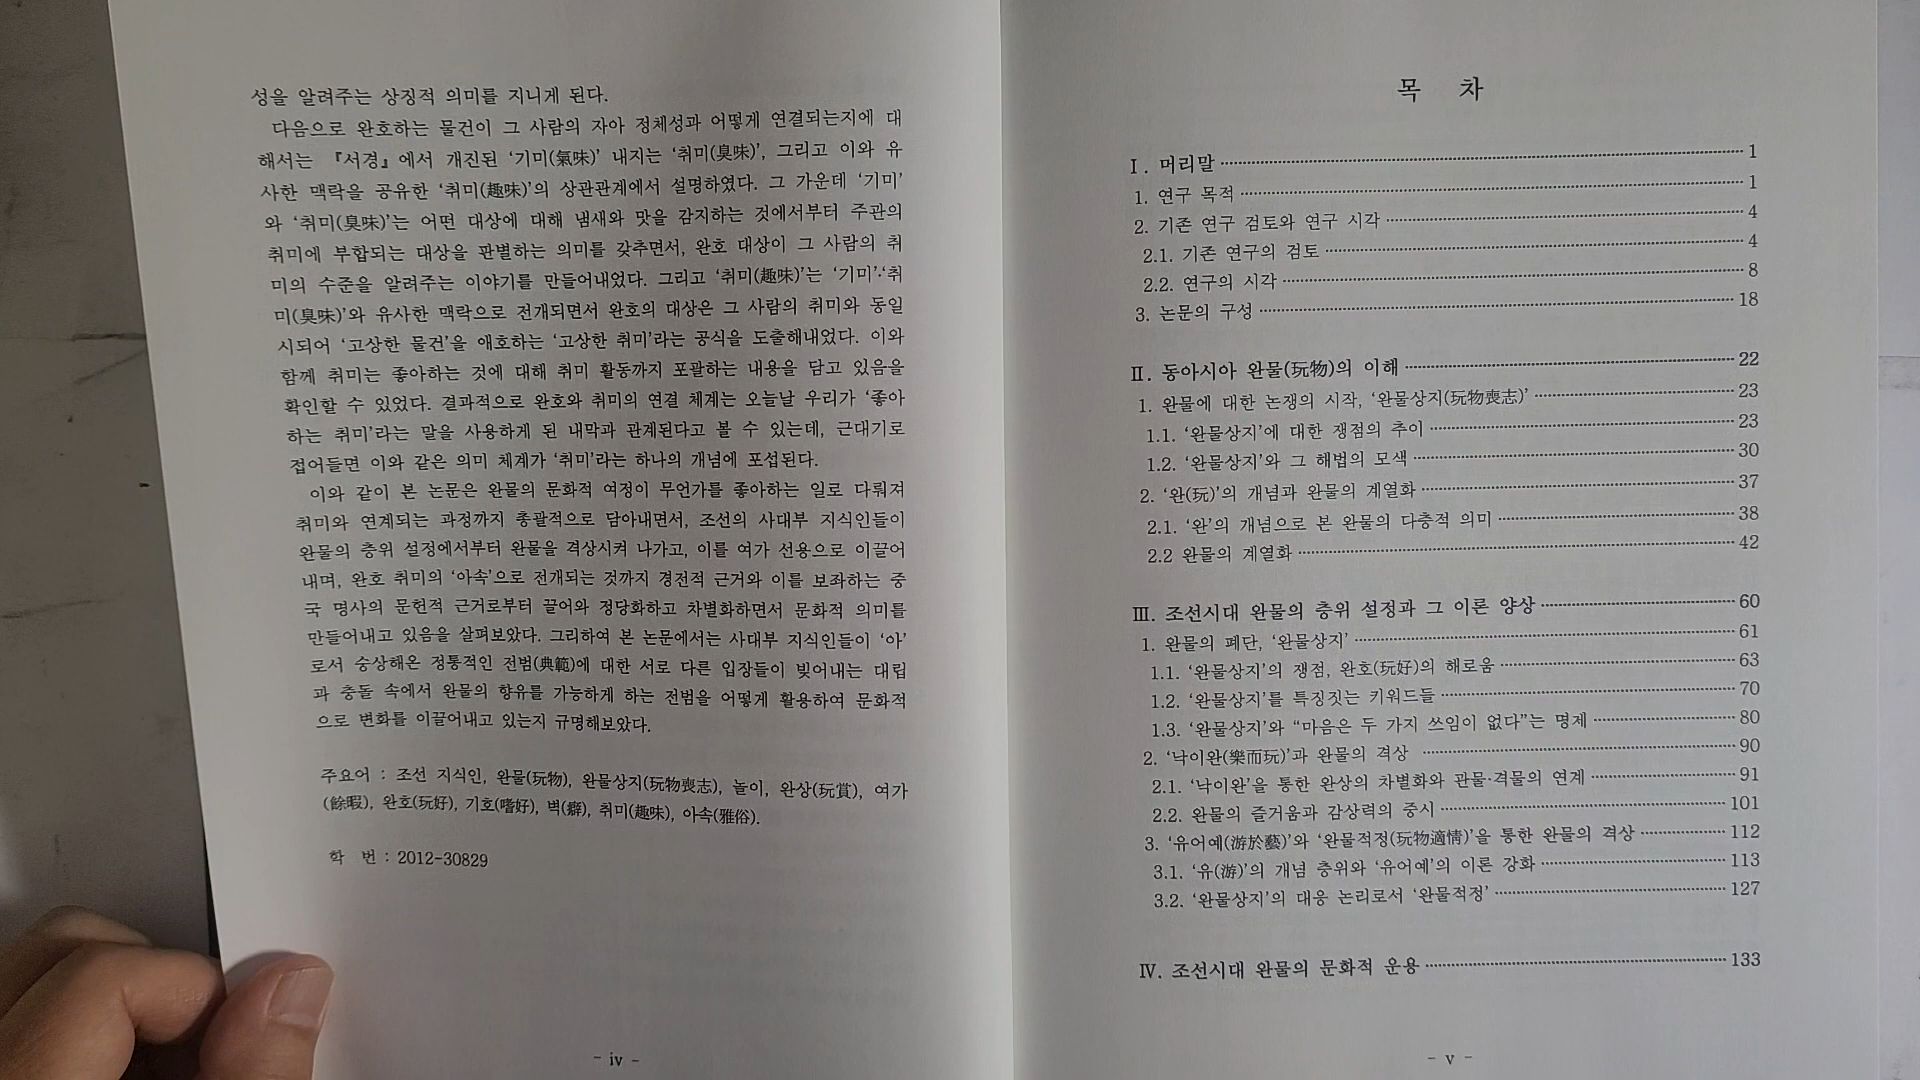 성을 알려주는 상징적 의미를 지니게 된다.
다음으로 완호하는 물건이 그 사람의 자아 정체성과 어떻게 연결되는지에 대
해서는 『서경』에서 개진된 ‘기미(氣味)’ 내지는 ‘취미(臭味)’, 그리고 이와 유
사한 맥락을 공유한 ‘취미(趣味)’의 상관관계에서 설명하였다. 그 가운데 ‘기미’
와 ‘취미(臭味)’는 어떤 대상에 대해 냄새와 맛을 감지하는 것에서부터 주관의
취미에 부합되는 대상을 판별하는 의미를 갖추면서, 완호 대상이 그 사람의 취
미의 수준을 알려주는 이야기를 만들어내었다. 그리고 ‘취미(趣味)’는 ‘기미’·‘취
미(臭味)’와 유사한 맥락으로 전개되면서 완호의 대상은 그 사람의 취미와 동일
시되어 ‘고상한 물건’을 애호하는 ‘고상한 취미’라는 공식을 도출해내었다. 이와
함께 취미는 좋아하는 것에 대해 취미 활동까지 포괄하는 내용을 담고 있음을
확인할 수 있었다. 결과적으로 완호와 취미의 연결 체계는 오늘날 우리가 ‘좋아
하는 취미’라는 말을 사용하게 된 내막과 관계된다고 볼 수 있는데, 근대기로
접어들면 이와 같은 의미 체계가 ‘취미’라는 하나의 개념에 포섭된다.
이와 같이 본 논문은 완물의 문화적 여정이 무언가를 좋아하는 일로 다뤄져
취미와 연계되는 과정까지 총괄적으로 담아내면서, 조선의 사대부 지식인들이
완물의 층위 설정에서부터 완물을 격상시켜 나가고, 이를 여가 선용으로 이끌어
내며, 완호 취미의 ‘아속’으로 전개되는 것까지 경전적 근거와 이를 보좌하는 중
국 명사의 문헌적 근거로부터 끌어와 정당화하고 차별화하면서 문화적 의미를
만들어내고 있음을 살펴보았다. 그리하여 본 논문에서는 사대부 지식인들이 ‘아’
로서 숭상해온 정통적인 전범(典範)에 대한 서로 다른 입장들이 빚어내는 대립
과 충돌 속에서 완물의 향유를 가능하게 하는 전범을 어떻게 활용하여 문화적
으로 변화를 이끌어내고 있는지 규명해보았다.
주요어 : 조선 지식인, 완물(玩物), 완물상지(玩物喪志), 놀이, 완상(玩賞), 여가
(餘暇), 완호(玩好), 기호(嗜好), 벽(癖), 취미(趣味), 아속(雅俗).
학 번 : 2012-30829
- iv -
목 차
Ⅰ. 머리말 1
1. 연구 목적 1
2. 기존 연구 검토와 연구 시각 4
2.1. 기존 연구의 검토 4
2.2. 연구의 시각 8
3. 논문의 구성 18
Ⅱ. 동아시아 완물(玩物)의 이해 22
1. 완물에 대한 논쟁의 시작, ‘완물상지(玩物喪志)’ 23
1.1. ‘완물상지’에 대한 쟁점의 추이 23
1.2. ‘완물상지’와 그 해법의 모색 30
2. ‘완(玩)’의 개념과 완물의 계열화 37
2.1. ‘완’의 개념으로 본 완물의 다층적 의미 38
2.2 완물의 계열화 42
Ⅲ. 조선시대 완물의 층위 설정과 그 이론 양상 60
1. 완물의 폐단, ‘완물상지’ 61
1.1. ‘완물상지’의 쟁점, 완호(玩好)의 해로움 63
1.2. ‘완물상지’를 특징짓는 키워드들 70
1.3. ‘완물상지’와 “마음은 두 가지 쓰임이 없다”는 명제 80
2. ‘낙이완(樂而玩)’과 완물의 격상 90
2.1. ‘낙이완’을 통한 완상의 차별화와 관물·격물의 연계 91
2.2. 완물의 즐거움과 감상력의 중시 101
3. ‘유어예(游於藝)’와 ‘완물적정(玩物適情)’을 통한 완물의 격상 112
3.1. ‘유(游)’의 개념 층위와 ‘유어예’의 이론 강화 113
3.2. ‘완물상지’의 대응 논리로서 ‘완물적정’ 127
Ⅳ. 조선시대 완물의 문화적 운용 133
- v -